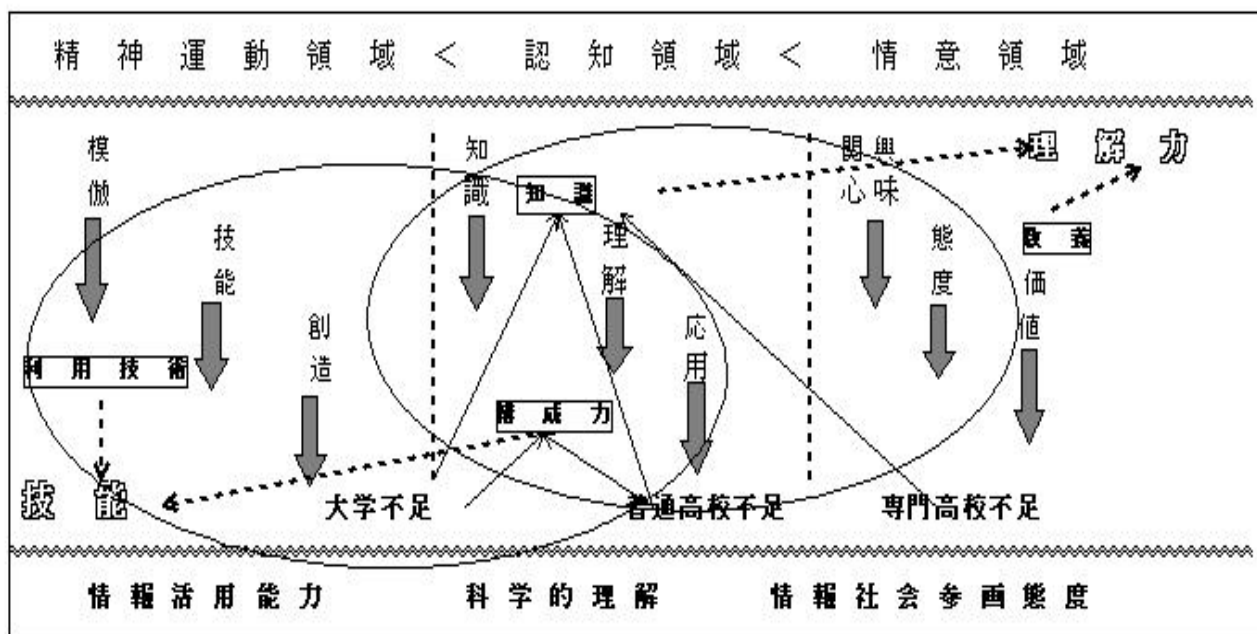 精神運動領域 < 認知領域 < 情意領域
模倣
技能
創造
知識
知識
理解
応用
興味
関心
態度
価値
理解力
教養
利用技術
構成力
技能
大学不足
普通高校不足
専門高校不足
情報活用能力
科学的理解
情報社会参画態度